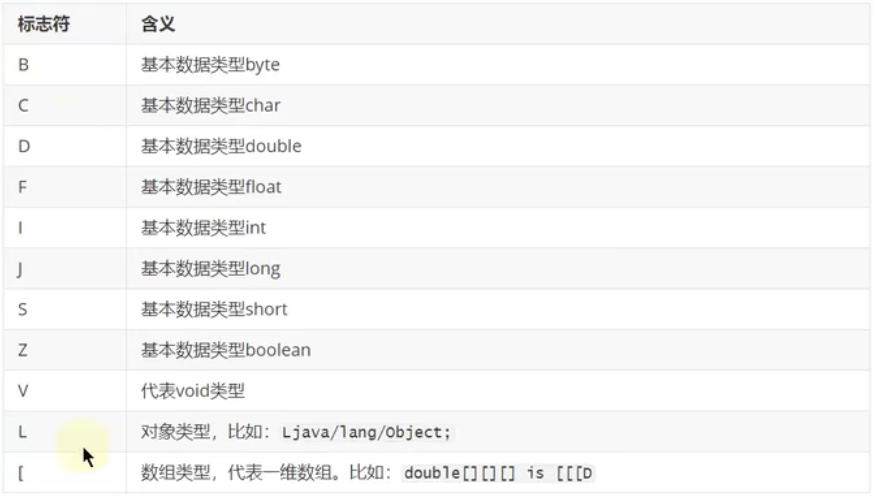 标志符 含义
B 基本数据类型byte
C 基本数据类型char
D 基本数据类型double
F 基本数据类型float
I 基本数据类型int
J 基本数据类型long
S 基本数据类型short
Z 基本数据类型boolean
V 代表void类型
L 对象类型，比如：Ljava/lang/Object;
[ 数组类型，代表一维数组。比如：double[][][] is [[[D